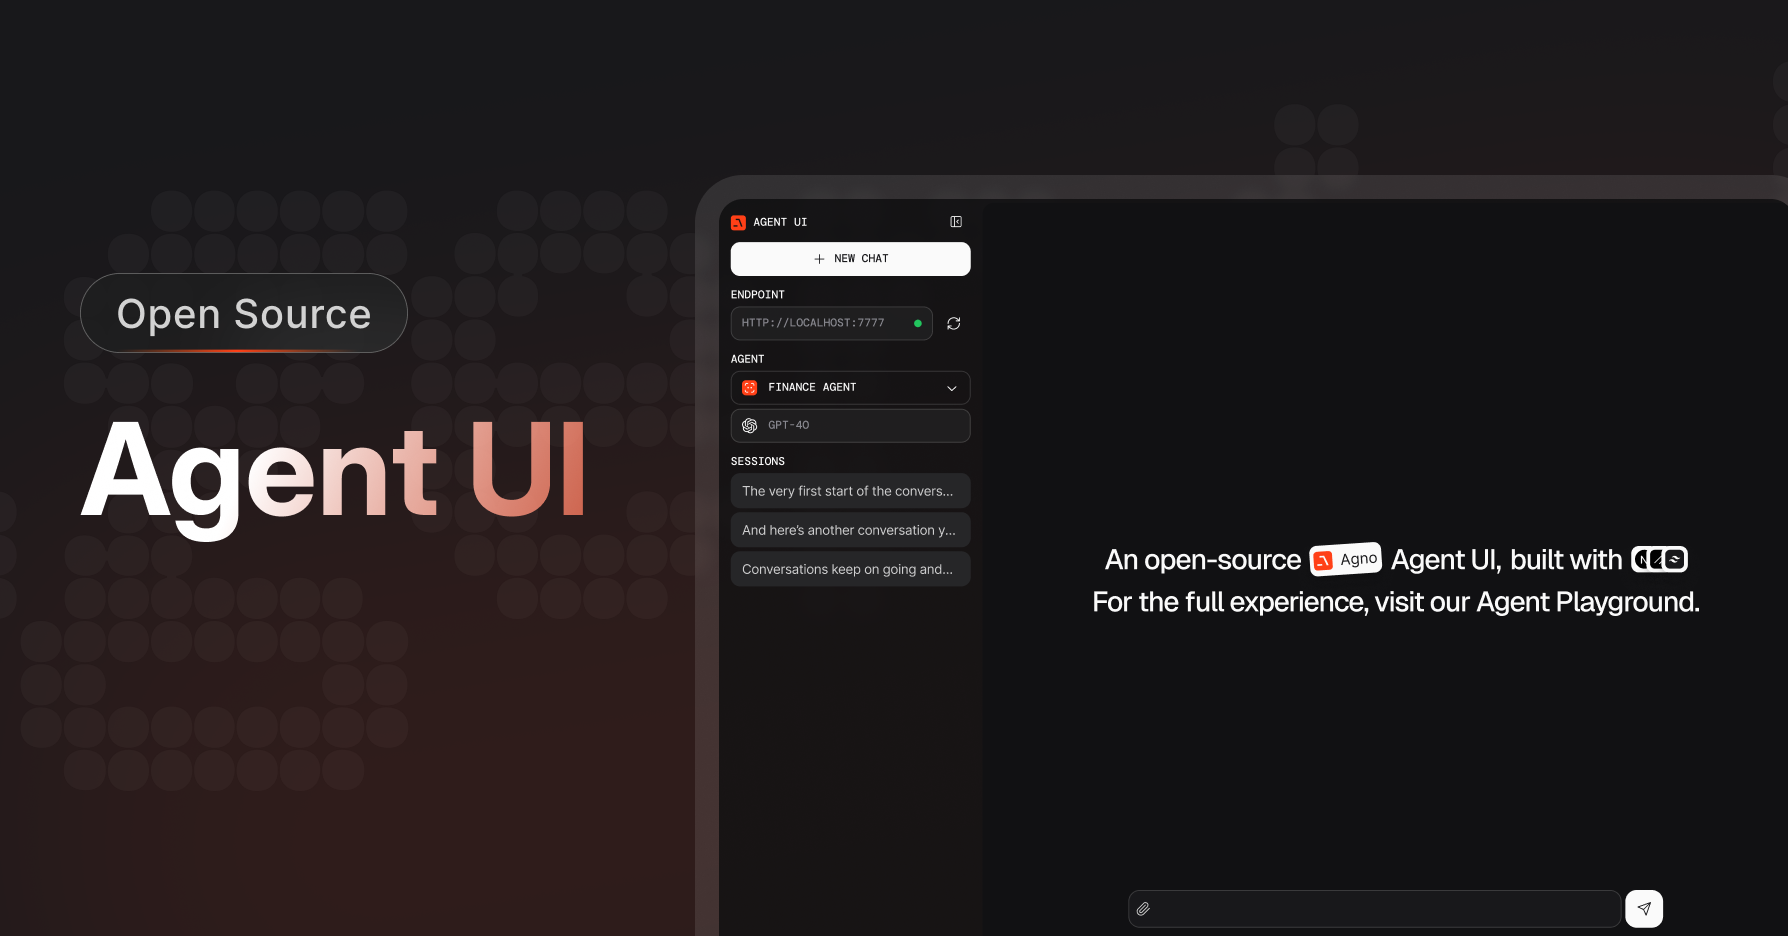 Open Source
Agent UI
AGENT UI
NEW CHAT
ENDPOINT
HTTP://LOCALHOST:7777
AGENT
FINANCE AGENT
GPT-4O
SESSIONS
The very first start of the convers...
And here's another conversation y...
Conversations keep on going and...
An open-source Agno Agent UI, built with
For the full experience, visit our Agent Playground.